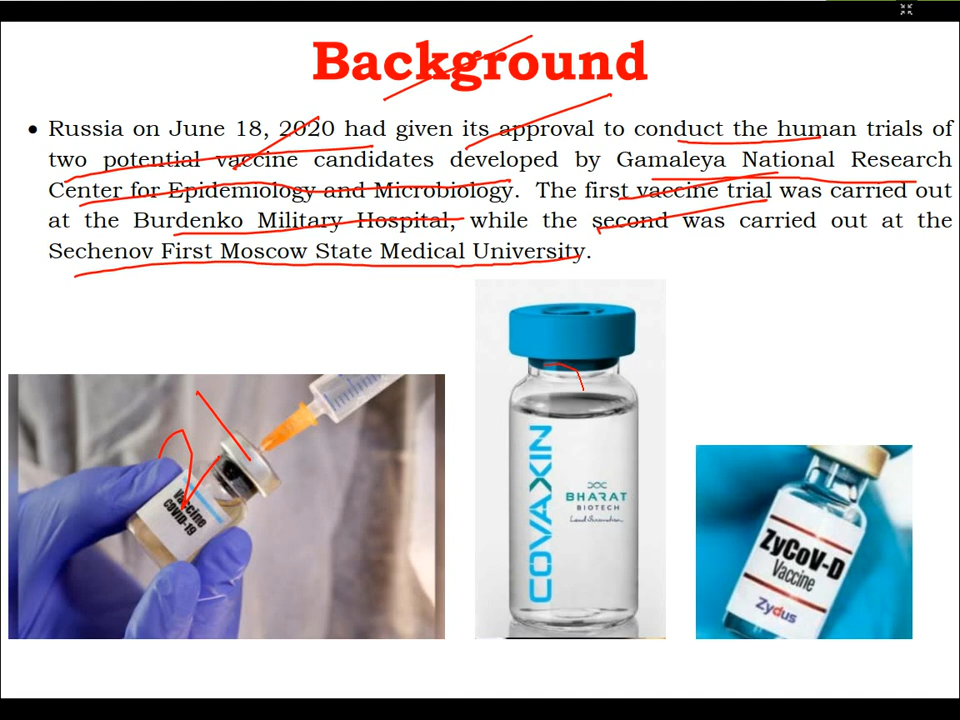 Background
• Russia on June 18, 2020 had given its approval to conduct the human trials of
two potential vaccine candidates developed by Gamaleya National Research
Center for Epidemiology and Microbiology. The first vaccine trial was carried out
at the Burdenko Military Hospital, while the second was carried out at the
Sechenov First Moscow State Medical University.
Vaccine
COVID-19
COVAXIN
BHARAT
BIOTECH
Lead Innovation
ZyCoV-D
Vaccine
Zydus